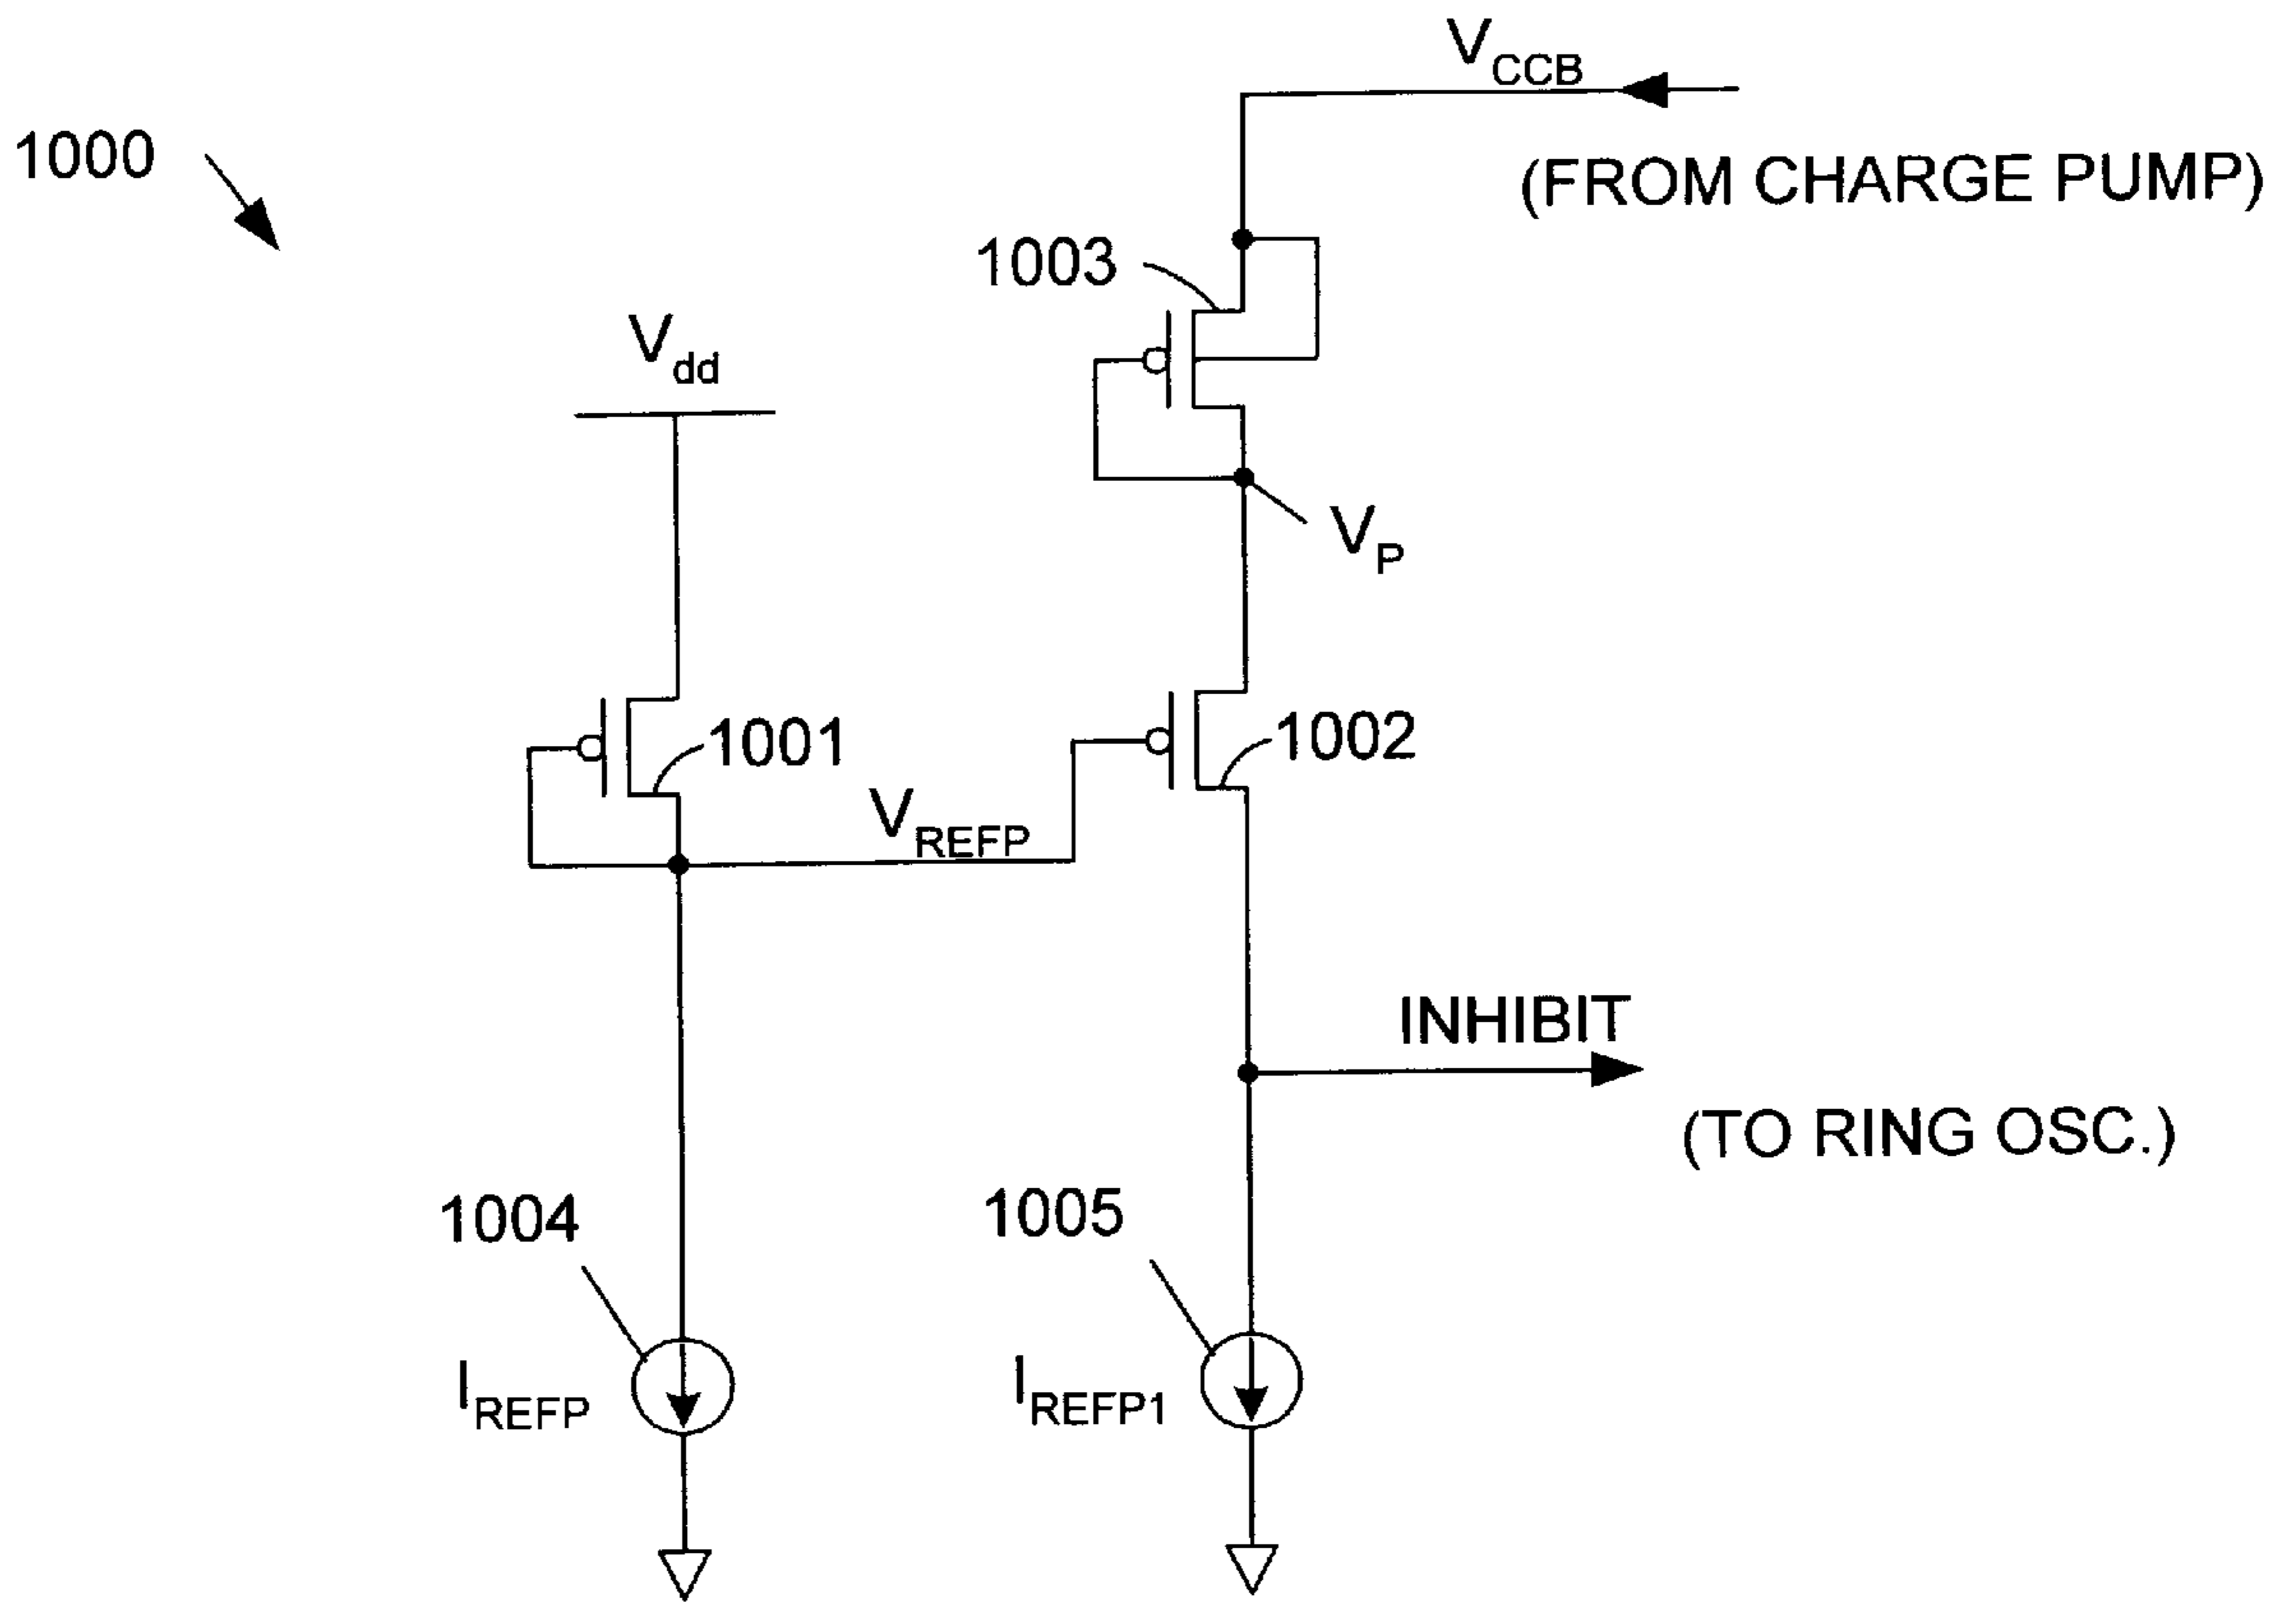 V_CCB
1000
(FROM CHARGE PUMP)
1003
V_dd
V_P
1001
1002
V_REFP
INHIBIT
(TO RING OSC.)
1004
1005
I_REFP
I_REFP1